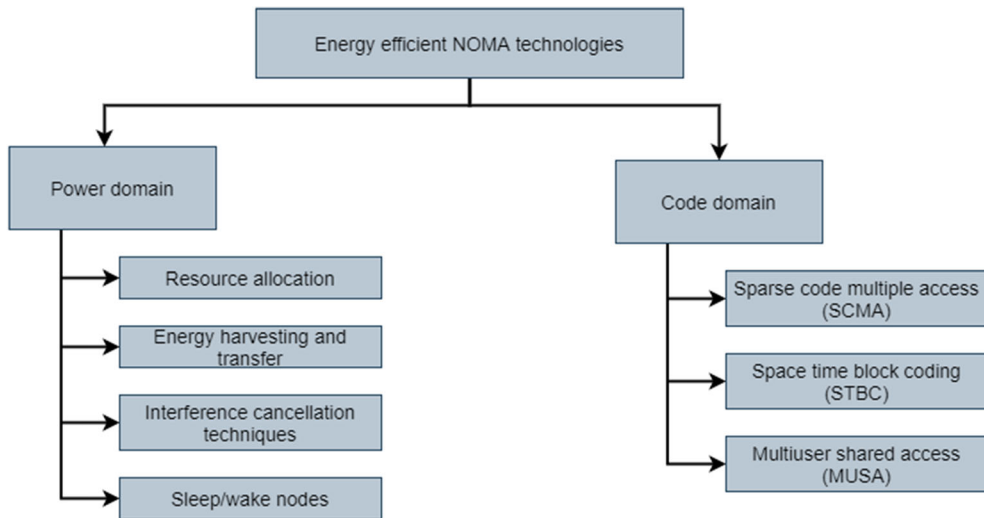 Energy efficient NOMA technologies
Power domain
Resource allocation
Energy harvesting and
transfer
Interference cancellation
techniques
Sleep/wake nodes
Code domain
Sparse code multiple access
(SCMA)
Space time block coding
(STBC)
Multiuser shared access
(MUSA)